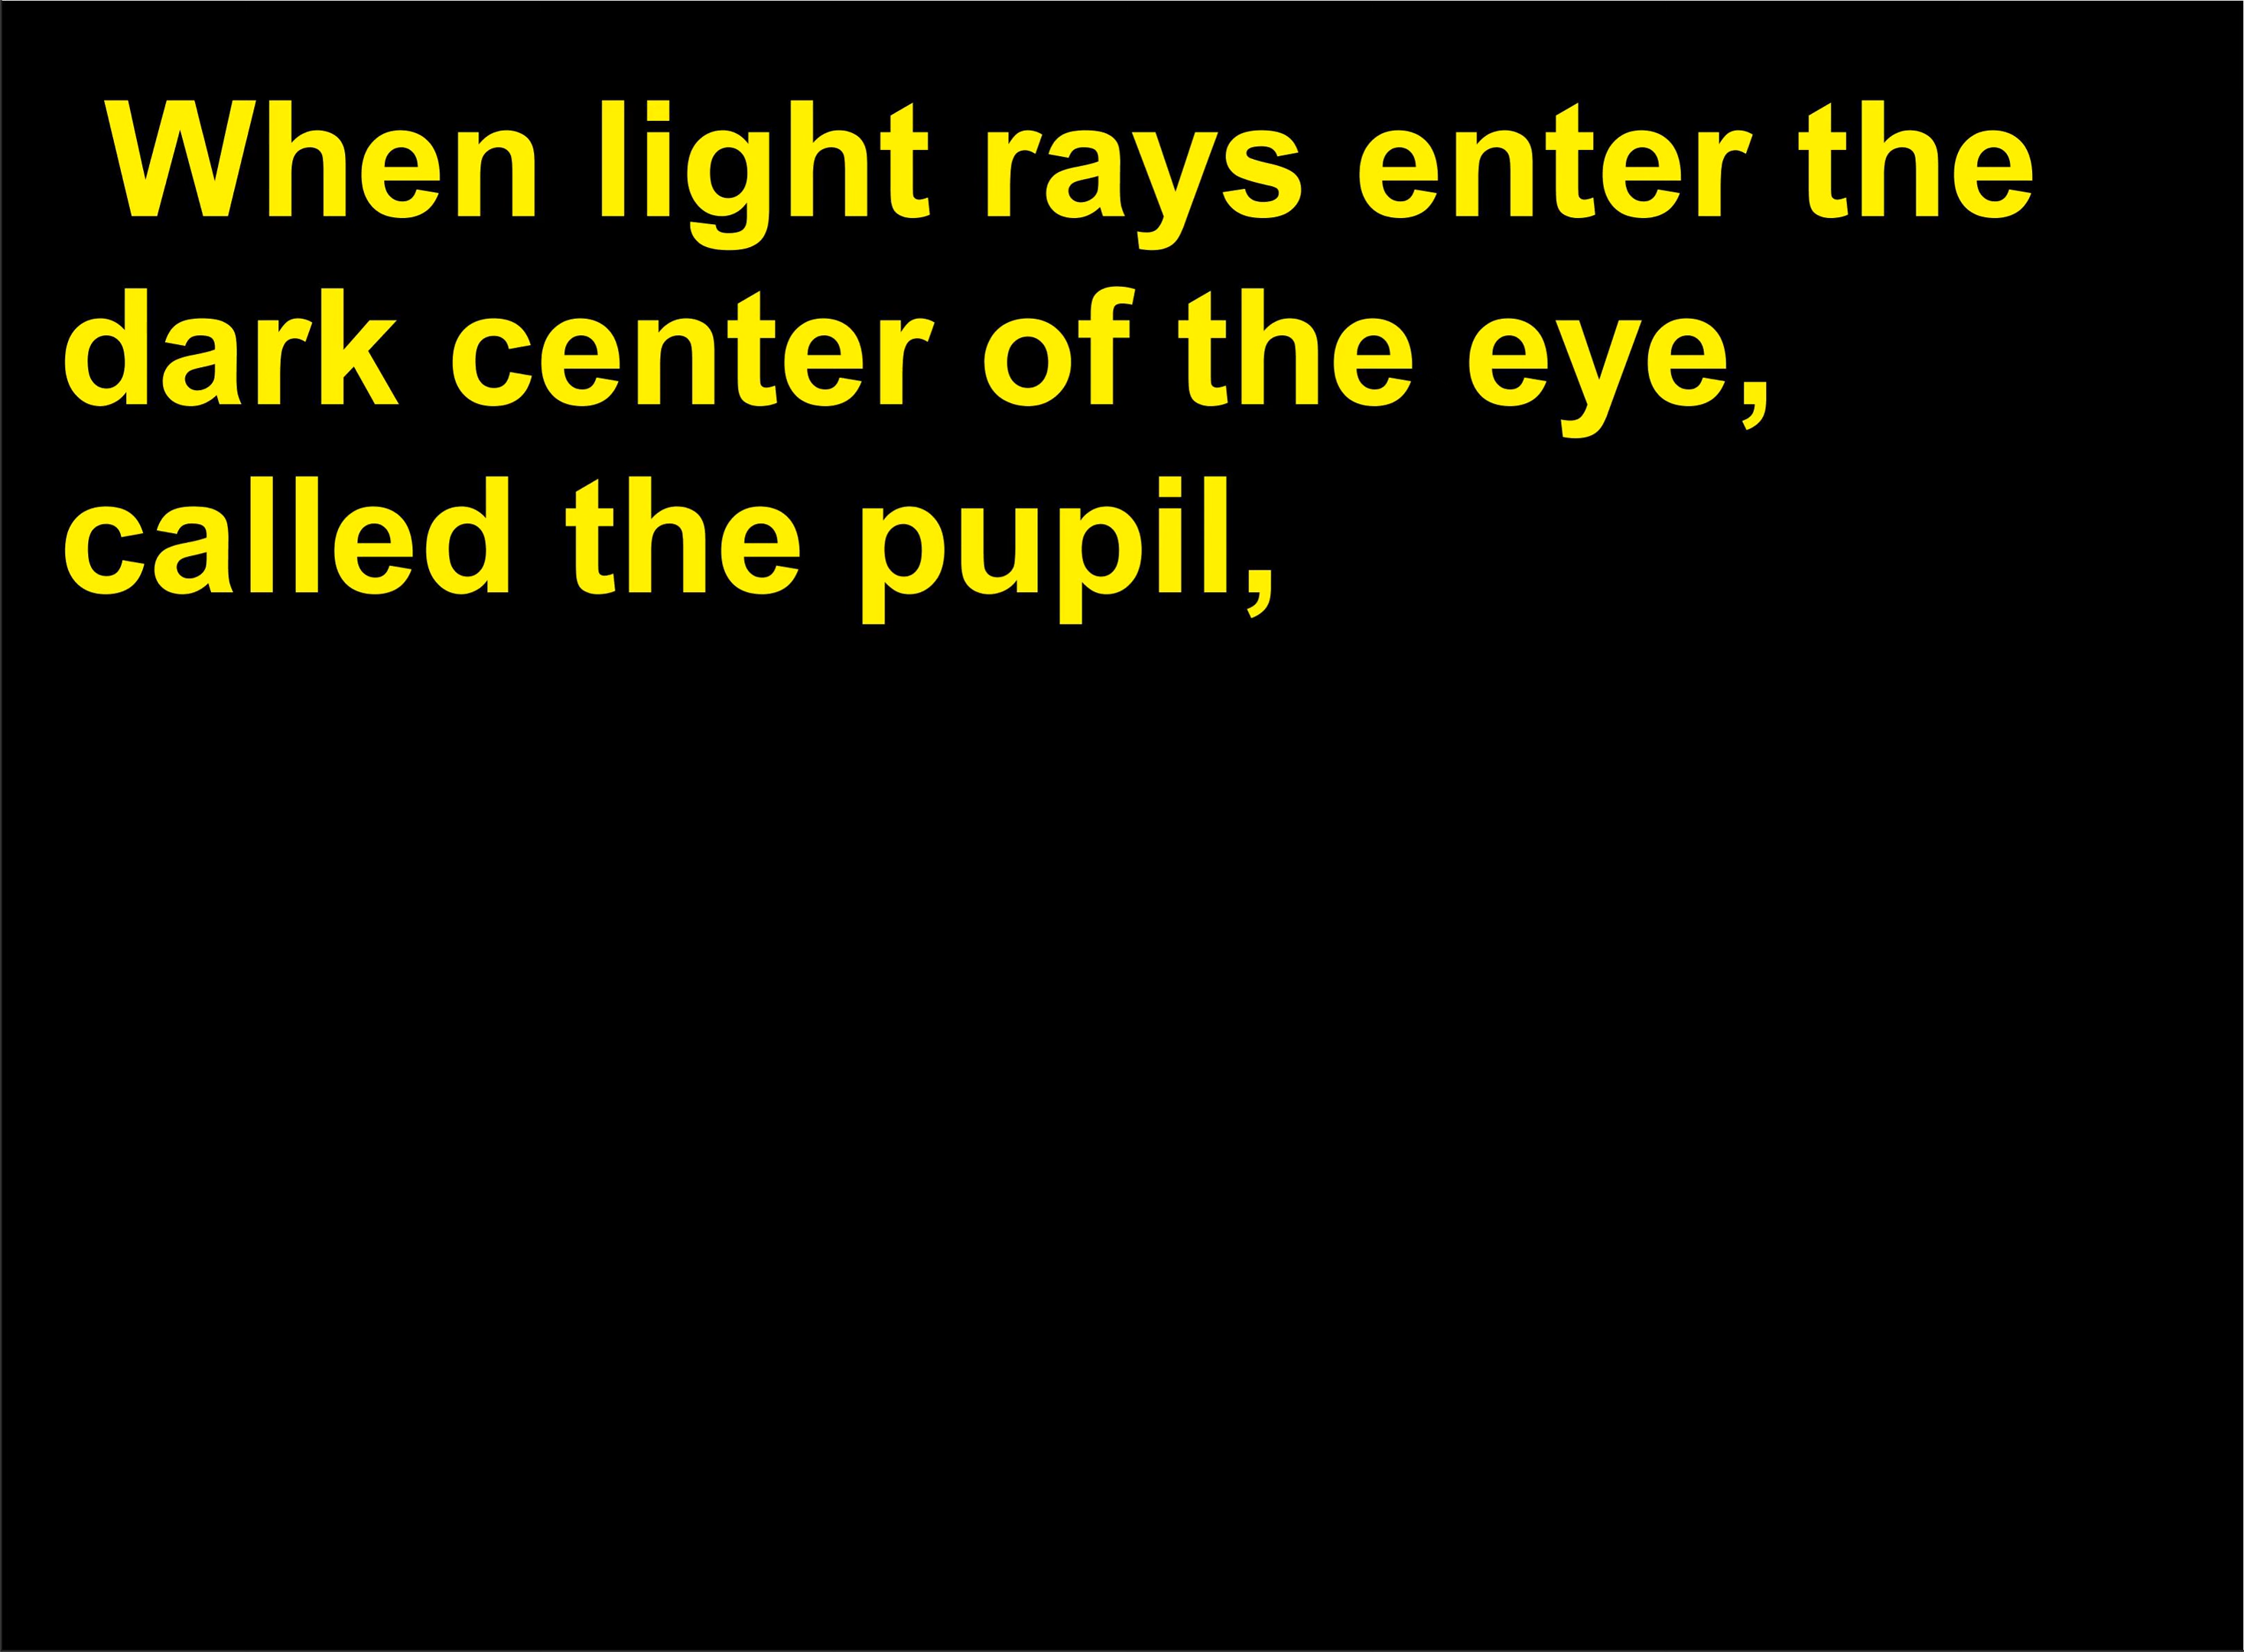 When light rays enter the
dark center of the eye,
called the pupil,